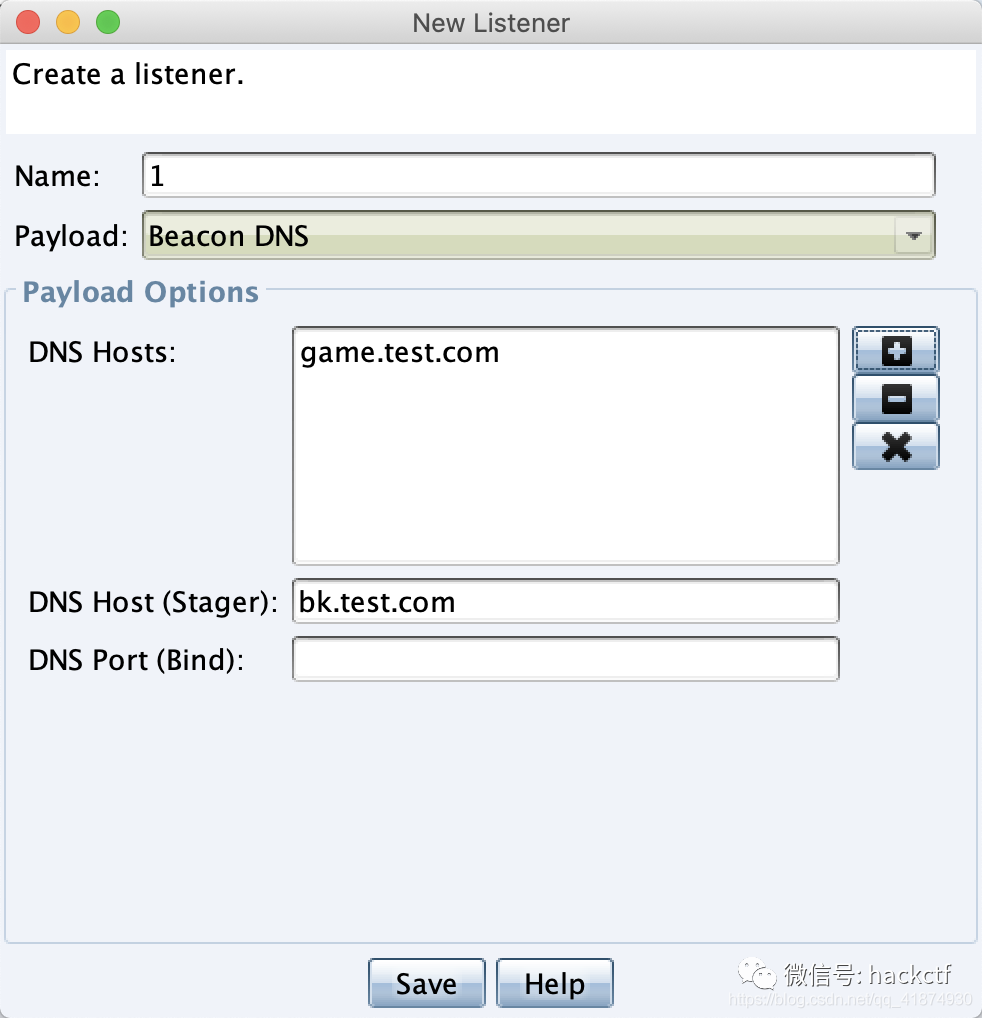 New Listener
Create a listener.
Name: 1
Payload: Beacon DNS
Payload Options
DNS Hosts: game.test.com
DNS Host (Stager): bk.test.com
DNS Port (Bind):
Save Help
微信号: hackctf
https://blog.csdn.net/qq_41874930